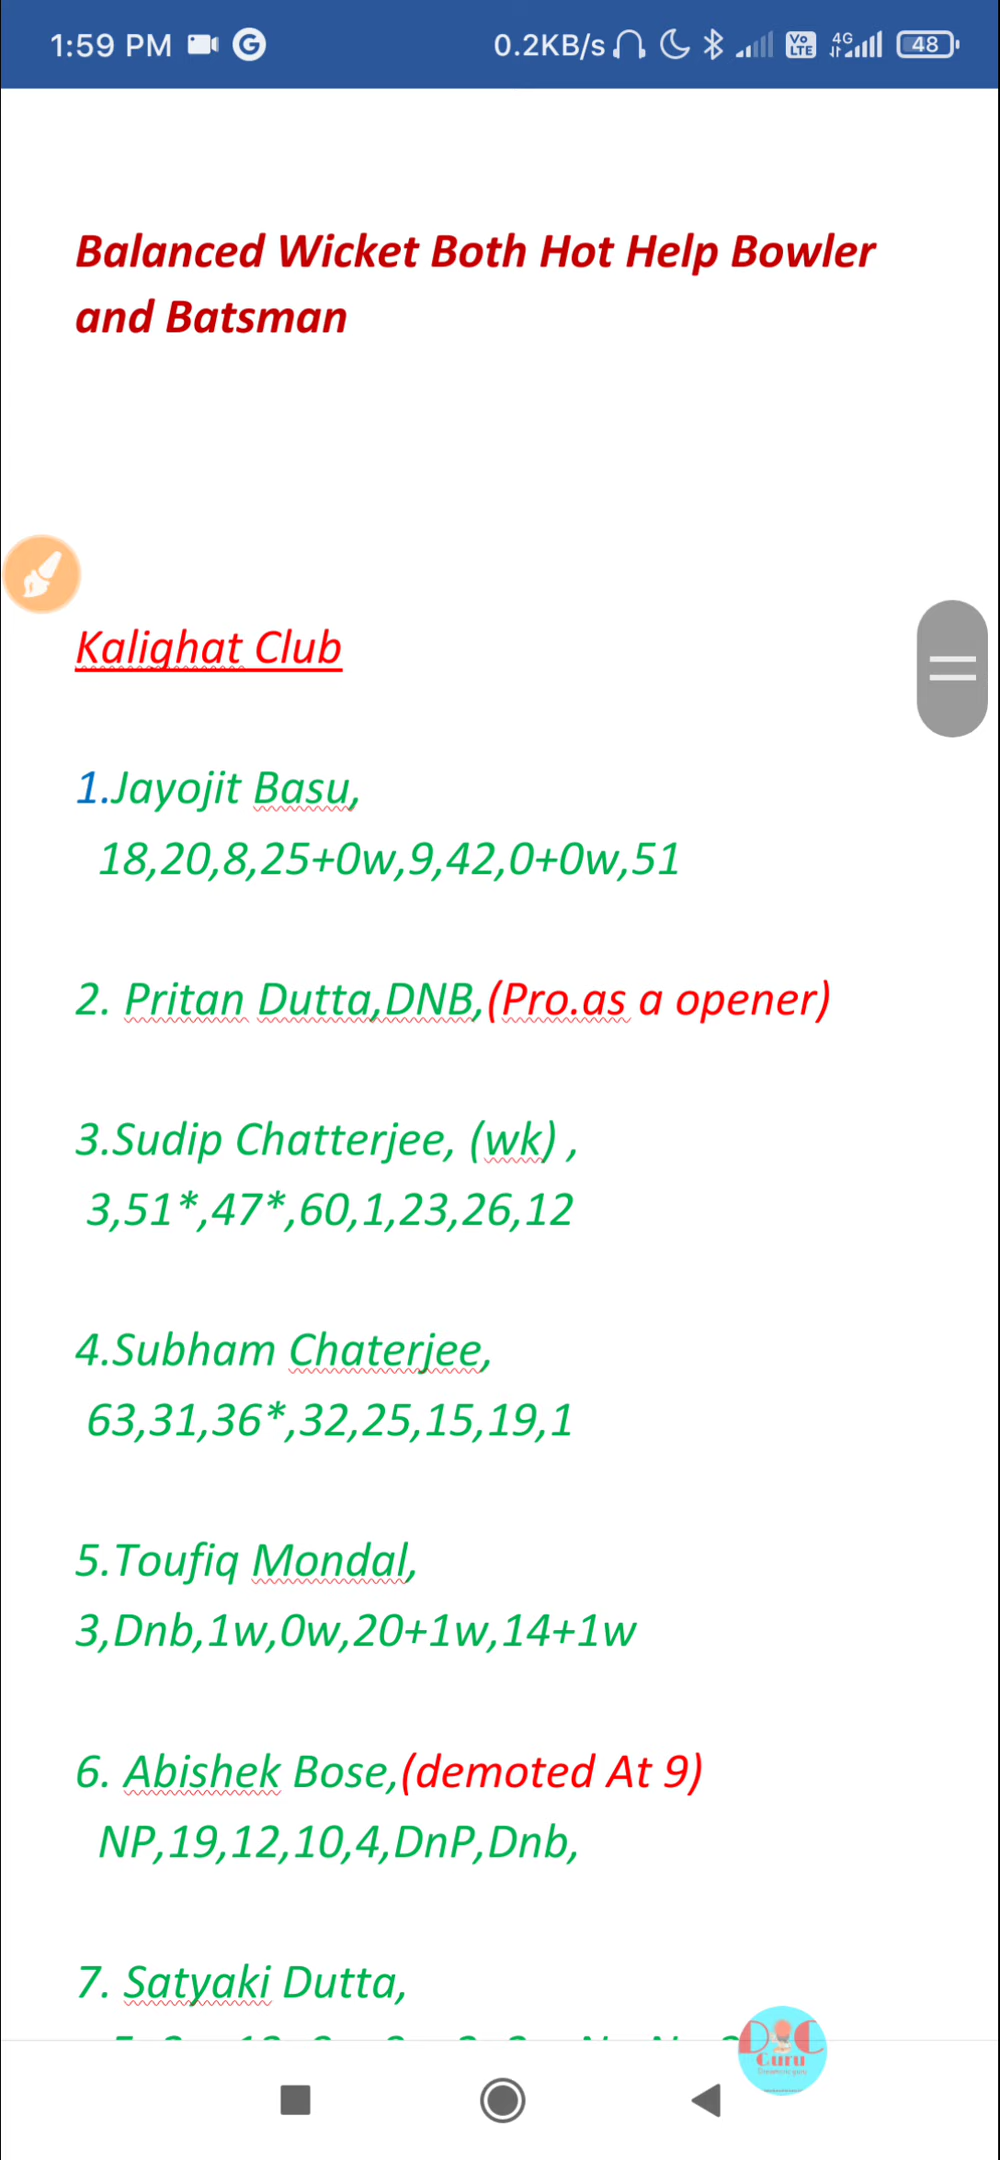 1:59 PM G 0.2KB/s Vo LTE 4G 48
Balanced Wicket Both Hot Help Bowler
and Batsman
Kalighat Club
1.Jayojit Basu,
18,20,8,25+0w,9,42,0+0w,51
2. Pritan Dutta,DNB,(Pro.as a opener)
3.Sudip Chatterjee, (wk) ,
3,51*,47*,60,1,23,26,12
4.Subham Chaterjee,
63,31,36*,32,25,15,19,1
5.Toufiq Mondal,
3,Dnb,1w,0w,20+1w,14+1w
6. Abishek Bose,(demoted At 9)
NP,19,12,10,4,DnP,Dnb,
7. Satyaki Dutta,
Guru